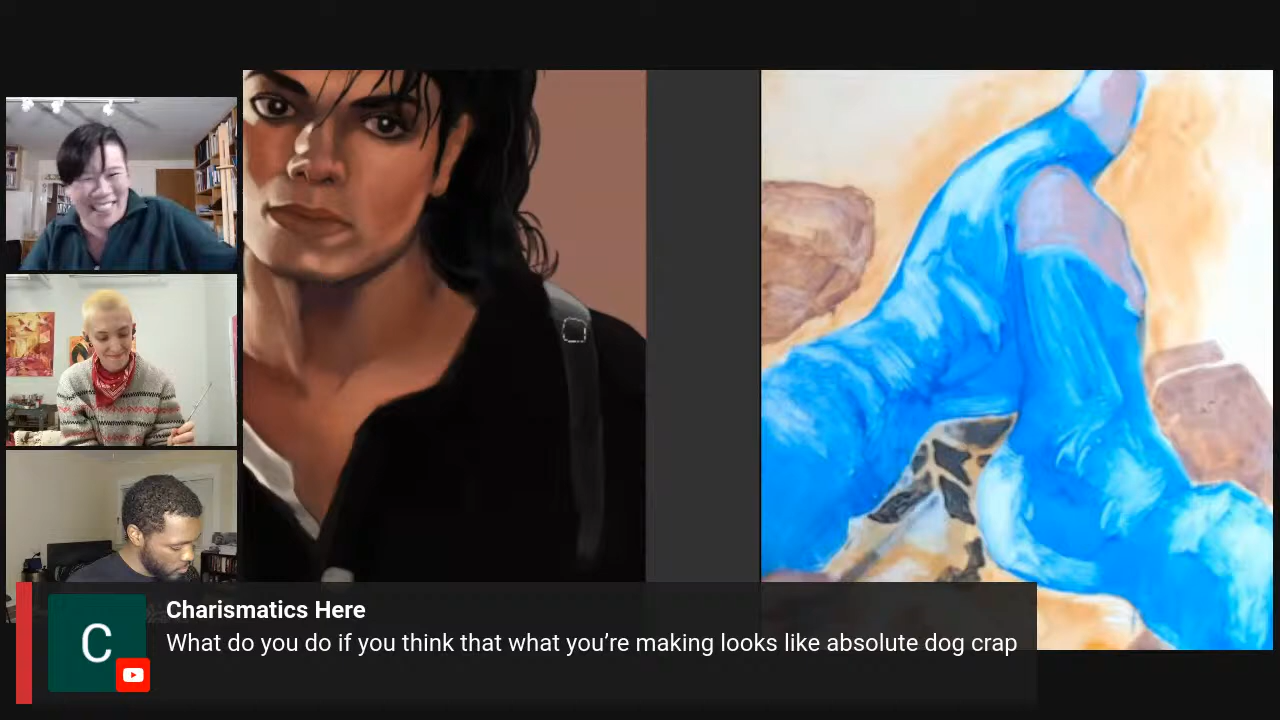 C
Charismatics Here
What do you do if you think that what you’re making looks like absolute dog crap